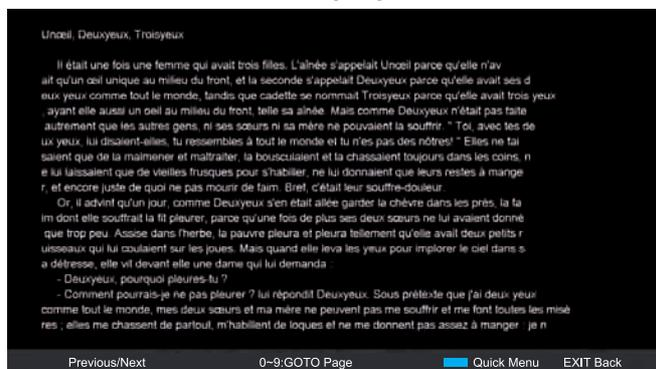 Unœil, Deuxyeux, Troisyeux
Il était une fois une femme qui avait trois filles. L'aînée s'appelait Unœil parce qu'elle n'av
ait qu'un œil unique au milieu du front, et la seconde s'appelait Deuxyeux parce qu'elle avait ses d
eux yeux comme tout le monde, tandis que cadette se nommait Troisyeux parce qu'elle avait trois yeux
, ayant elle aussi un oeil au milieu du front, telle sa aînée. Mais comme Deuxyeux n'était pas faite
autrement que les autres gens, ni ses sœurs ni sa mère ne pouvaient la souffrir. " Toi, avec tes de
ux yeux, lui disaient-elles, tu ressembles à tout le monde et tu n'es pas des nôtres! " Elles ne fai
saient que de la malmener et maltraiter, la bousculaient et la chassaient toujours dans les coins, n
e lui laissaient que de vieilles frusques pour s'habiller, ne lui donnaient que leurs restes à mange
r, et encore juste de quoi ne pas mourir de faim. Bref, c'était leur souffre-douleur.
Or, il advint qu'un jour, comme Deuxyeux s'en était allée garder la chèvre dans les prés, la fa
im dont elle souffrait la fit pleurer, parce qu'une fois de plus ses deux sœurs ne lui avaient donné
que trop peu. Assise dans l'herbe, la pauvre pleura et pleura tellement qu'elle avait deux petits r
uisseaux qui lui coulaient sur les joues. Mais quand elle leva les yeux pour implorer le ciel dans s
a détresse, elle vit devant elle une dame qui lui demanda :
- Deuxyeux, pourquoi pleures-tu ?
- Comment pourrais-je ne pas pleurer ? lui répondit Deuxyeux. Sous prétexte que j'ai deux yeux
comme tout le monde, mes deux sœurs et ma mère ne peuvent pas me souffrir et me font toutes les misè
res ; elles me chassent de partout, m'habillent de loques et ne me donnent pas assez à manger : je n
Previous/Next 0~9:GOTO Page Quick Menu EXIT Back